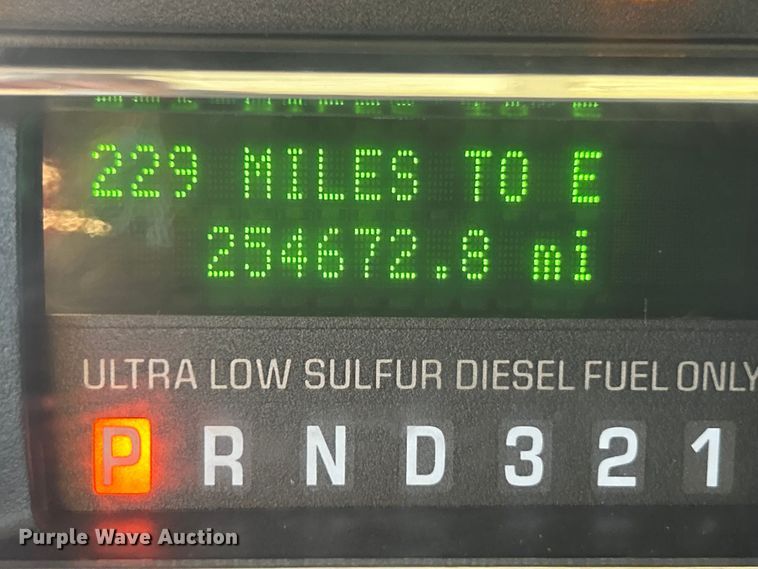 229 MILES TO E
254672.8 mi
ULTRA LOW SULFUR DIESEL FUEL ONLY
P R N D 3 2 1
Purple Wave Auction